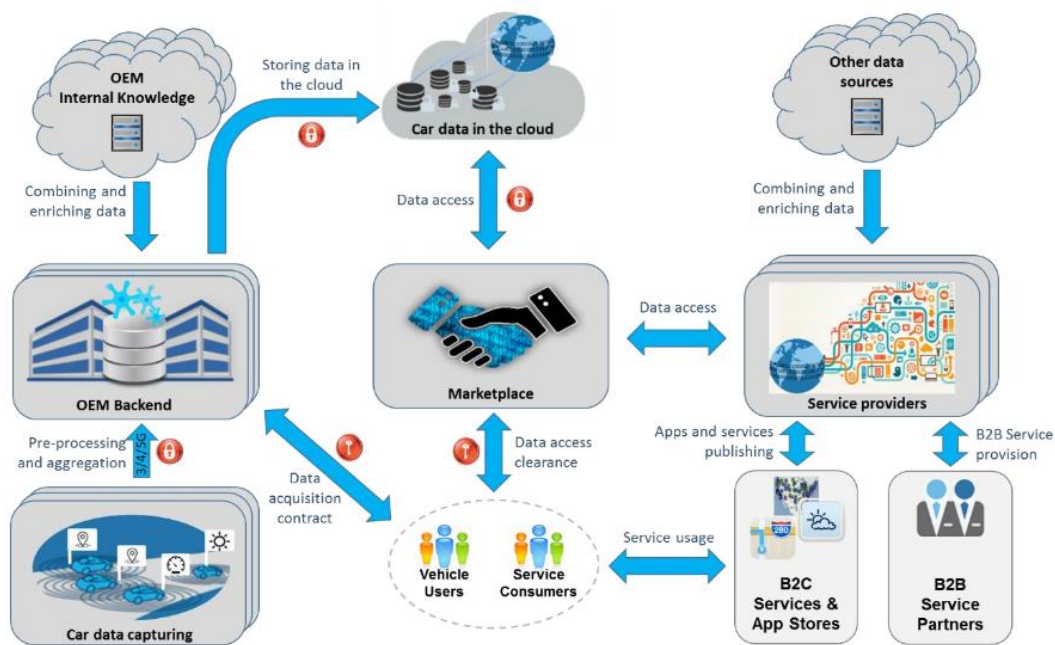 OEM
Internal Knowledge
Storing data in
the cloud
Car data in the cloud
Other data
sources
Combining and
enriching data
Data access
Combining and
enriching data
OEM Backend
Marketplace
Data access
Service providers
Pre-processing
and aggregation
3/4/5G
Data
acquisition
contract
Data access
clearance
Apps and services
publishing
B2B Service
provision
Car data capturing
Vehicle
Users
Service
Consumers
Service usage
280
B2C
Services &
App Stores
B2B
Service
Partners